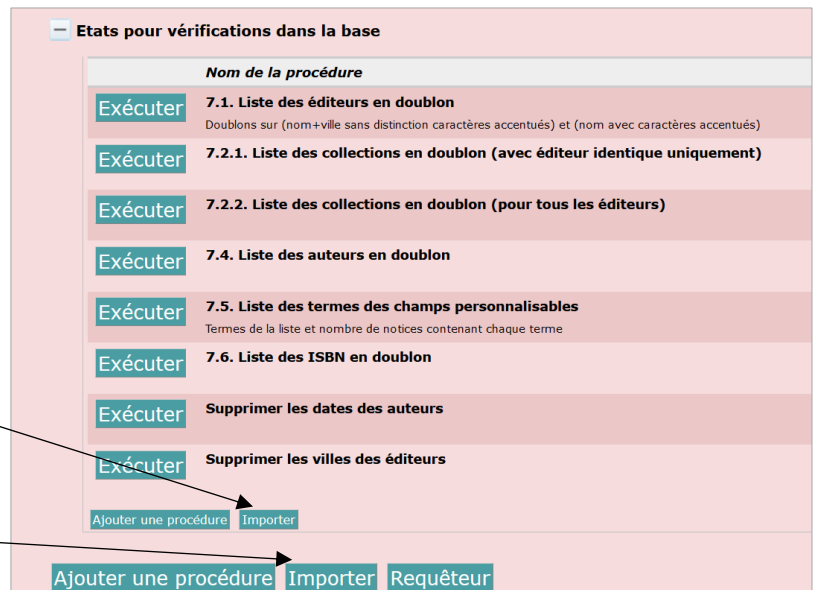 Etats pour vérifications dans la base
Nom de la procédure
Exécuter 7.1. Liste des éditeurs en doublon
Doublons sur (nom+ville sans distinction caractères accentués) et (nom avec caractères accentués)
Exécuter 7.2.1. Liste des collections en doublon (avec éditeur identique uniquement)
Exécuter 7.2.2. Liste des collections en doublon (pour tous les éditeurs)
Exécuter 7.4. Liste des auteurs en doublon
Exécuter 7.5. Liste des termes des champs personnalisables
Termes de la liste et nombre de notices contenant chaque terme
Exécuter 7.6. Liste des ISBN en doublon
Exécuter Supprimer les dates des auteurs
Exécuter Supprimer les villes des éditeurs
Ajouter une procédure Importer
Ajouter une procédure Importer Requêteur